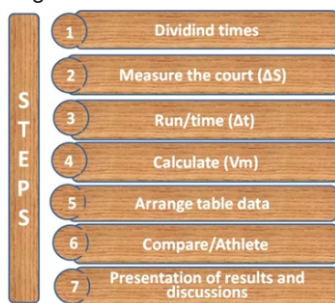 STEPS
1 Dividind times
2 Measure the court (ΔS)
3 Run/time (Δt)
4 Calculate (Vm)
5 Arrange table data
6 Compare/Athlete
7 Presentation of results and
discussions